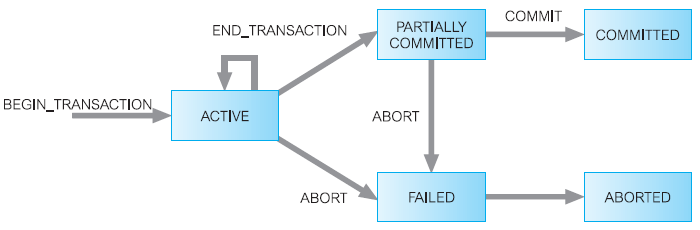 COMMIT
PARTIALLY
COMMITTED
COMMITTED
END_TRANSACTION
BEGIN_TRANSACTION
ACTIVE
ABORT
ABORT
FAILED
ABORTED